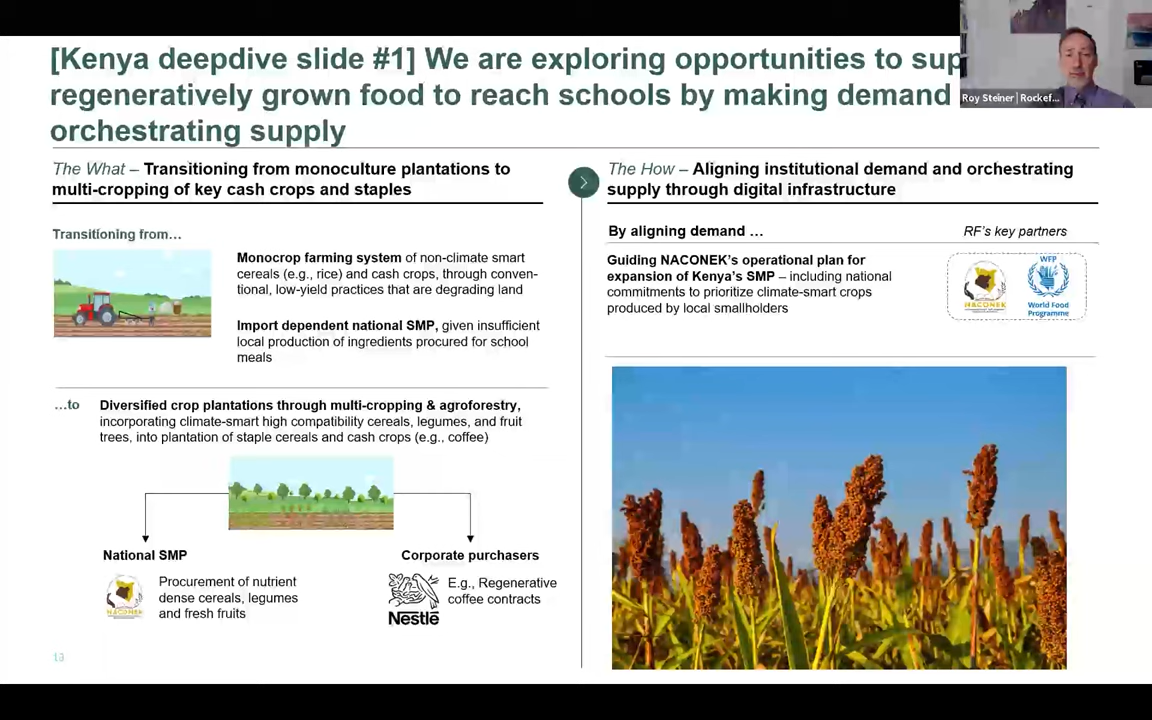 [Kenya deepdive slide #1] We are exploring opportunities to sup
regeneratively grown food to reach schools by making demand
orchestrating supply
Roy Steiner | Rockef...
The What – Transitioning from monoculture plantations to
multi-cropping of key cash crops and staples
Transitioning from…
Monocrop farming system of non-climate smart
cereals (e.g., rice) and cash crops, through conven-
tional, low-yield practices that are degrading land
Import dependent national SMP, given insufficient
local production of ingredients procured for school
meals
…to
Diversified crop plantations through multi-cropping & agroforestry,
incorporating climate-smart high compatibility cereals, legumes, and fruit
trees, into plantation of staple cereals and cash crops (e.g., coffee)
National SMP
NACONEK
Procurement of nutrient
dense cereals, legumes
and fresh fruits
Corporate purchasers
Nestlé
E.g., Regenerative
coffee contracts
The How – Aligning institutional demand and orchestrating
supply through digital infrastructure
By aligning demand …
RF's key partners
Guiding NACONEK's operational plan for
expansion of Kenya's SMP – including national
commitments to prioritize climate-smart crops
produced by local smallholders
NACONEK
WFP
World Food
Programme
13